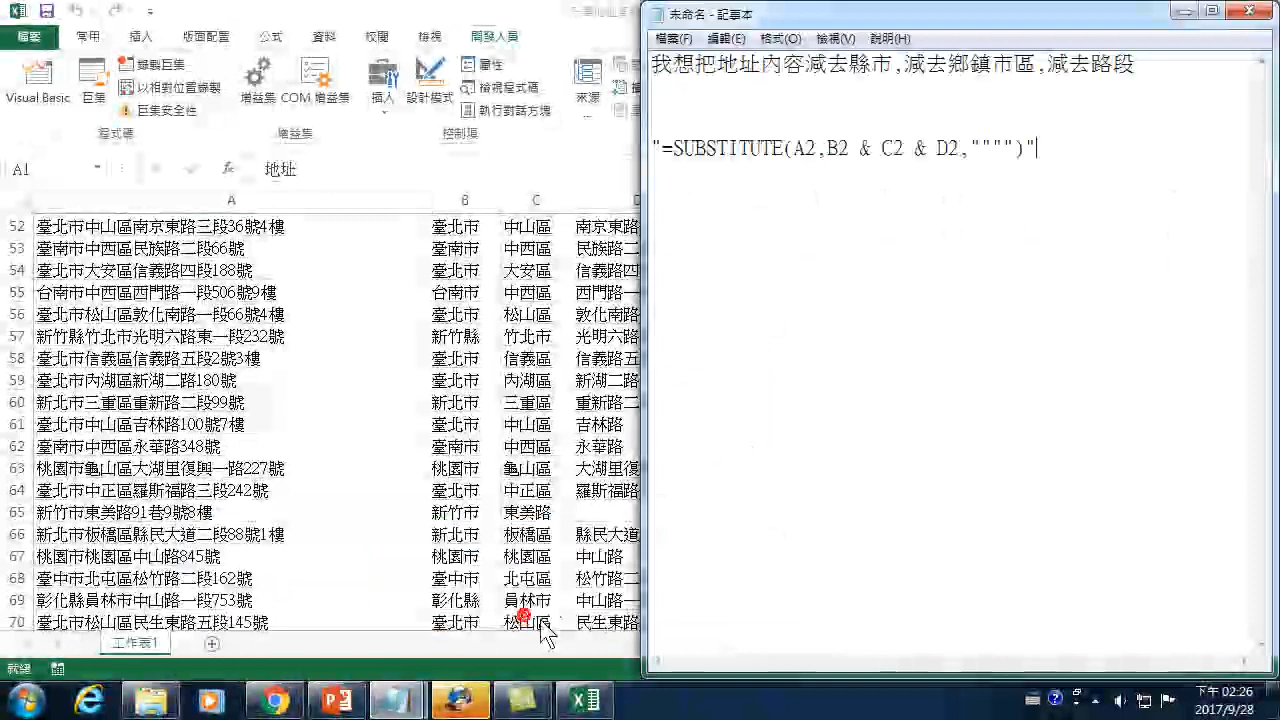 檔案 常用 插入 版面配置 公式 資料 校閱 檢視 開發人員
Visual Basic 巨集 錄製巨集 以相對位置錄製 巨集安全性
增益集 COM 增益集 插入 設計模式 屬性 檢視程式碼 執行對話方塊 來源
程式碼 增益集 控制項
A1 fx 地址
A B C D
52 臺北市中山區南京東路三段36號4樓 臺北市 中山區 南京東路
53 臺南市中西區民族路二段66號 臺南市 中西區 民族路二
54 臺北市大安區信義路四段188號 臺北市 大安區 信義路四
55 台南市中西區西門路一段506號9樓 台南市 中西區 西門路一
56 臺北市松山區敦化南路一段66號4樓 臺北市 松山區 敦化南路
57 新竹縣竹北市光明六路東一段232號 新竹縣 竹北市 光明六路
58 臺北市信義區信義路五段2號3樓 臺北市 信義區 信義路五
59 臺北市內湖區新湖二路180號 臺北市 內湖區 新湖二路
60 新北市三重區重新路二段99號 新北市 三重區 重新路二
61 臺北市中山區吉林路100號7樓 臺北市 中山區 吉林路
62 臺南市中西區永華路348號 臺南市 中西區 永華路
63 桃園市龜山區大湖里復興一路227號 桃園市 龜山區 大湖里復
64 臺北市中正區羅斯福路三段242號 臺北市 中正區 羅斯福路
65 新竹市東美路91巷9號8樓 新竹市 東美路
66 新北市板橋區縣民大道二段88號1樓 新北市 板橋區 縣民大道
67 桃園市桃園區中山路845號 桃園市 桃園區 中山路
68 臺中市北屯區松竹路二段162號 臺中市 北屯區 松竹路二
69 彰化縣員林市中山路一段753號 彰化縣 員林市 中山路一
70 臺北市松山區民生東路五段145號 臺北市 松山區 民生東路
工作表1
就緒
未命名 - 記事本
檔案(F) 編輯(E) 格式(O) 檢視(V) 說明(H)
我想把地址內容減去縣市,減去鄉鎮市區,減去路段
"=SUBSTITUTE(A2,B2 & C2 & D2,"""")"
下午 02:26
2017/9/28